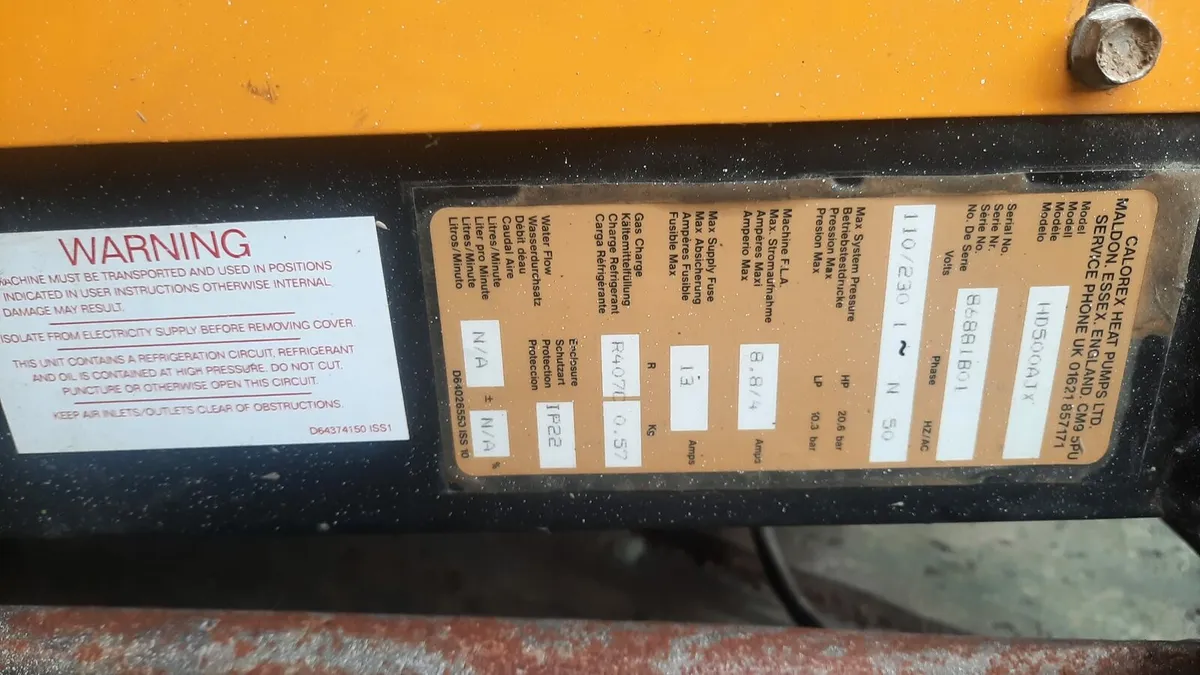 WARNING
MACHINE MUST BE TRANSPORTED AND USED IN POSITIONS
INDICATED IN USER INSTRUCTIONS OTHERWISE INTERNAL
DAMAGE MAY RESULT.
ISOLATE FROM ELECTRICITY SUPPLY BEFORE REMOVING COVER.
THIS UNIT CONTAINS A REFRIGERATION CIRCUIT, REFRIGERANT
AND OIL IS CONTAINED AT HIGH PRESSURE. DO NOT CUT,
PUNCTURE OR OTHERWISE OPEN THIS CIRCUIT.
KEEP AIR INLETS/OUTLETS CLEAR OF OBSTRUCTIONS.
D64374150 ISS1
CALOREX HEAT PUMPS LTD.
MALDON, ESSEX, ENGLAND. CM9 5PU
SERVICE PHONE UK 01621 857171
Model
Modell
Modèle
Modelo
HD500ATX
Serial No.
Serie Nr.
Série No.
No. De Serie
868B1801
Volts Phase HZ/AC
110/230 1 ~ N 50
Max System Pressure
Betriebstestdrucke
Pression Max
Presion Max
HP 20.6 bar
LP 10.3 bar
Machine F.L.A.
Max. Stromaufnahme
Ampères Maxi
Amperio Max
8.8/4 Amps
Max Supply Fuse
Max Absicherung
Ampères Fusible
Fusible Max
13 Amps
Gas Charge
Kältemittelfüllung
Charge Refrigerant
Carga Refrigerante
R Kg
R407C 0.57
Enclosure
Schutzart
Protection
Proteccion
IP22
Water Flow
Wasserdurchsatz
Débit déau
Caudal Aire
Litres/Minute
Liter pro Minute
Litres/Minute
Litros/Minuto
N/A ± N/A %
D64026550 ISS 10